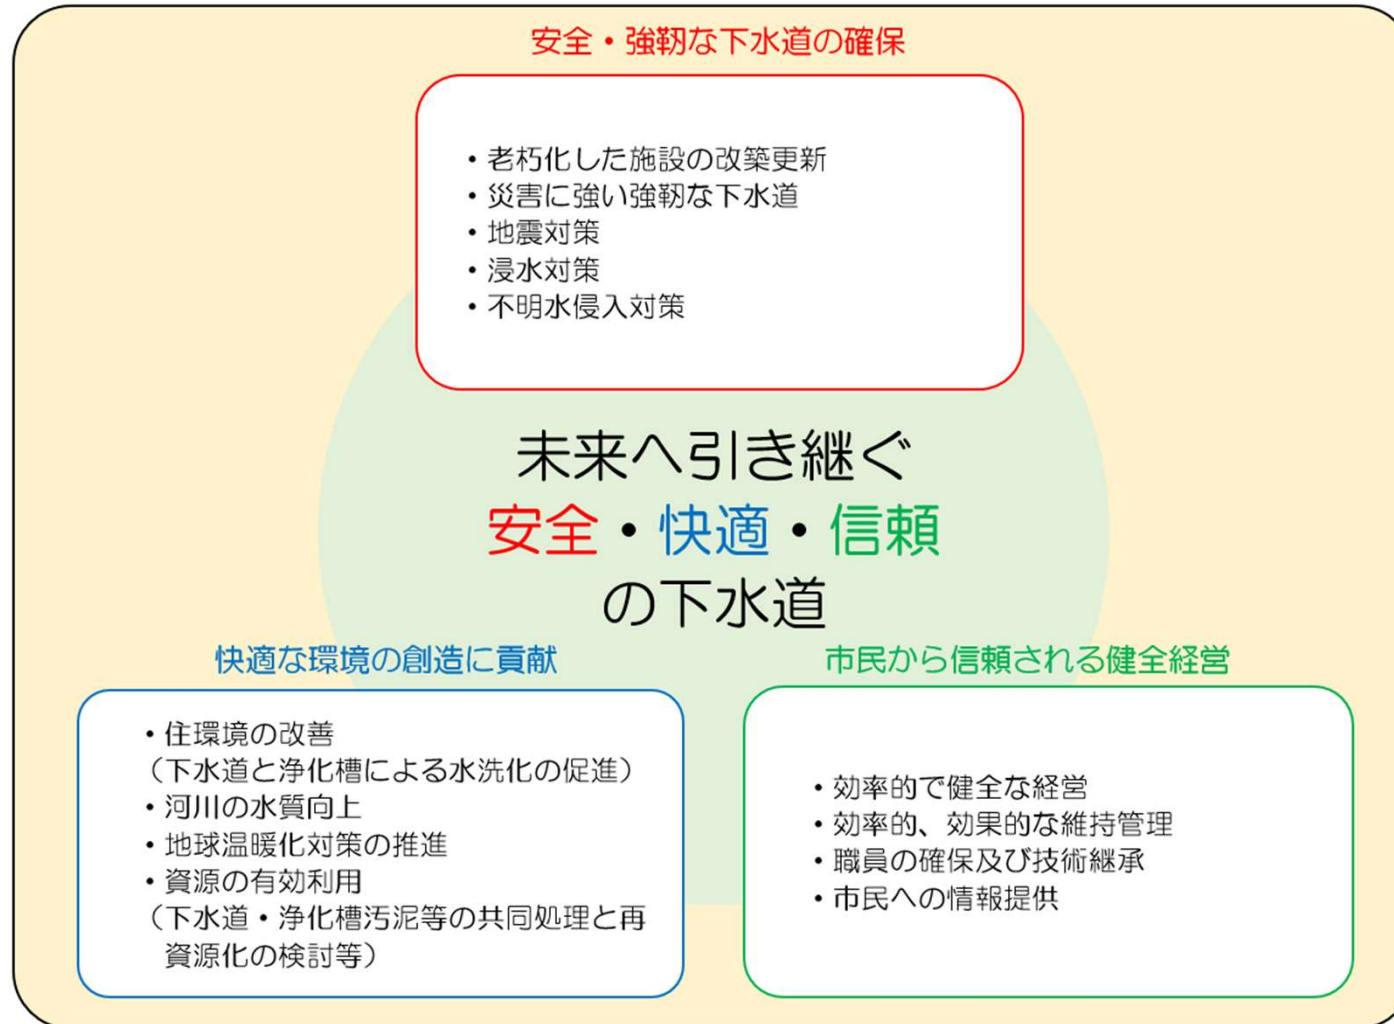 安全・強靭な下水道の確保
・老朽化した施設の改築更新
・災害に強い強靭な下水道
・地震対策
・浸水対策
・不明水侵入対策
未来へ引き継ぐ
安全・快適・信頼
の下水道
快適な環境の創造に貢献
・住環境の改善
（下水道と浄化槽による水洗化の促進）
・河川の水質向上
・地球温暖化対策の推進
・資源の有効利用
（下水道・浄化槽汚泥等の共同処理と再
資源化の検討等）
市民から信頼される健全経営
・効率的で健全な経営
・効率的、効果的な維持管理
・職員の確保及び技術継承
・市民への情報提供